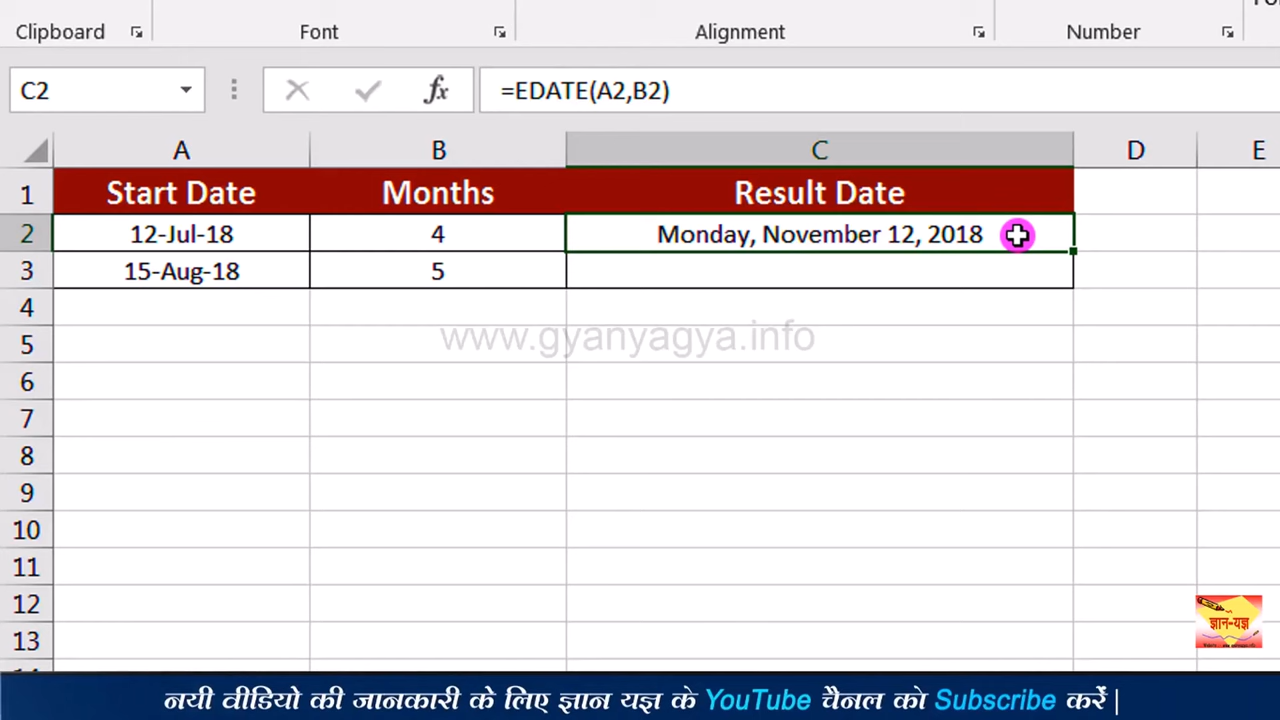 Clipboard Font Alignment Number
C2 fx =EDATE(A2,B2)
A B C D E
1 Start Date Months Result Date
2 12-Jul-18 4 Monday, November 12, 2018
3 15-Aug-18 5
4
www.gyanyagya.info
5
6
7
8
9
10
11
12
ज्ञान-यज्ञ
13
नयी वीडियो की जानकारी के लिए ज्ञान यज्ञ के YouTube चैनल को Subscribe करें |